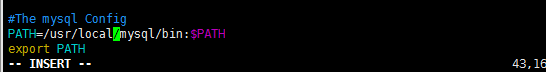 #The mysql Config
PATH=/usr/local/mysql/bin:$PATH
export PATH
-- INSERT -- 43,16